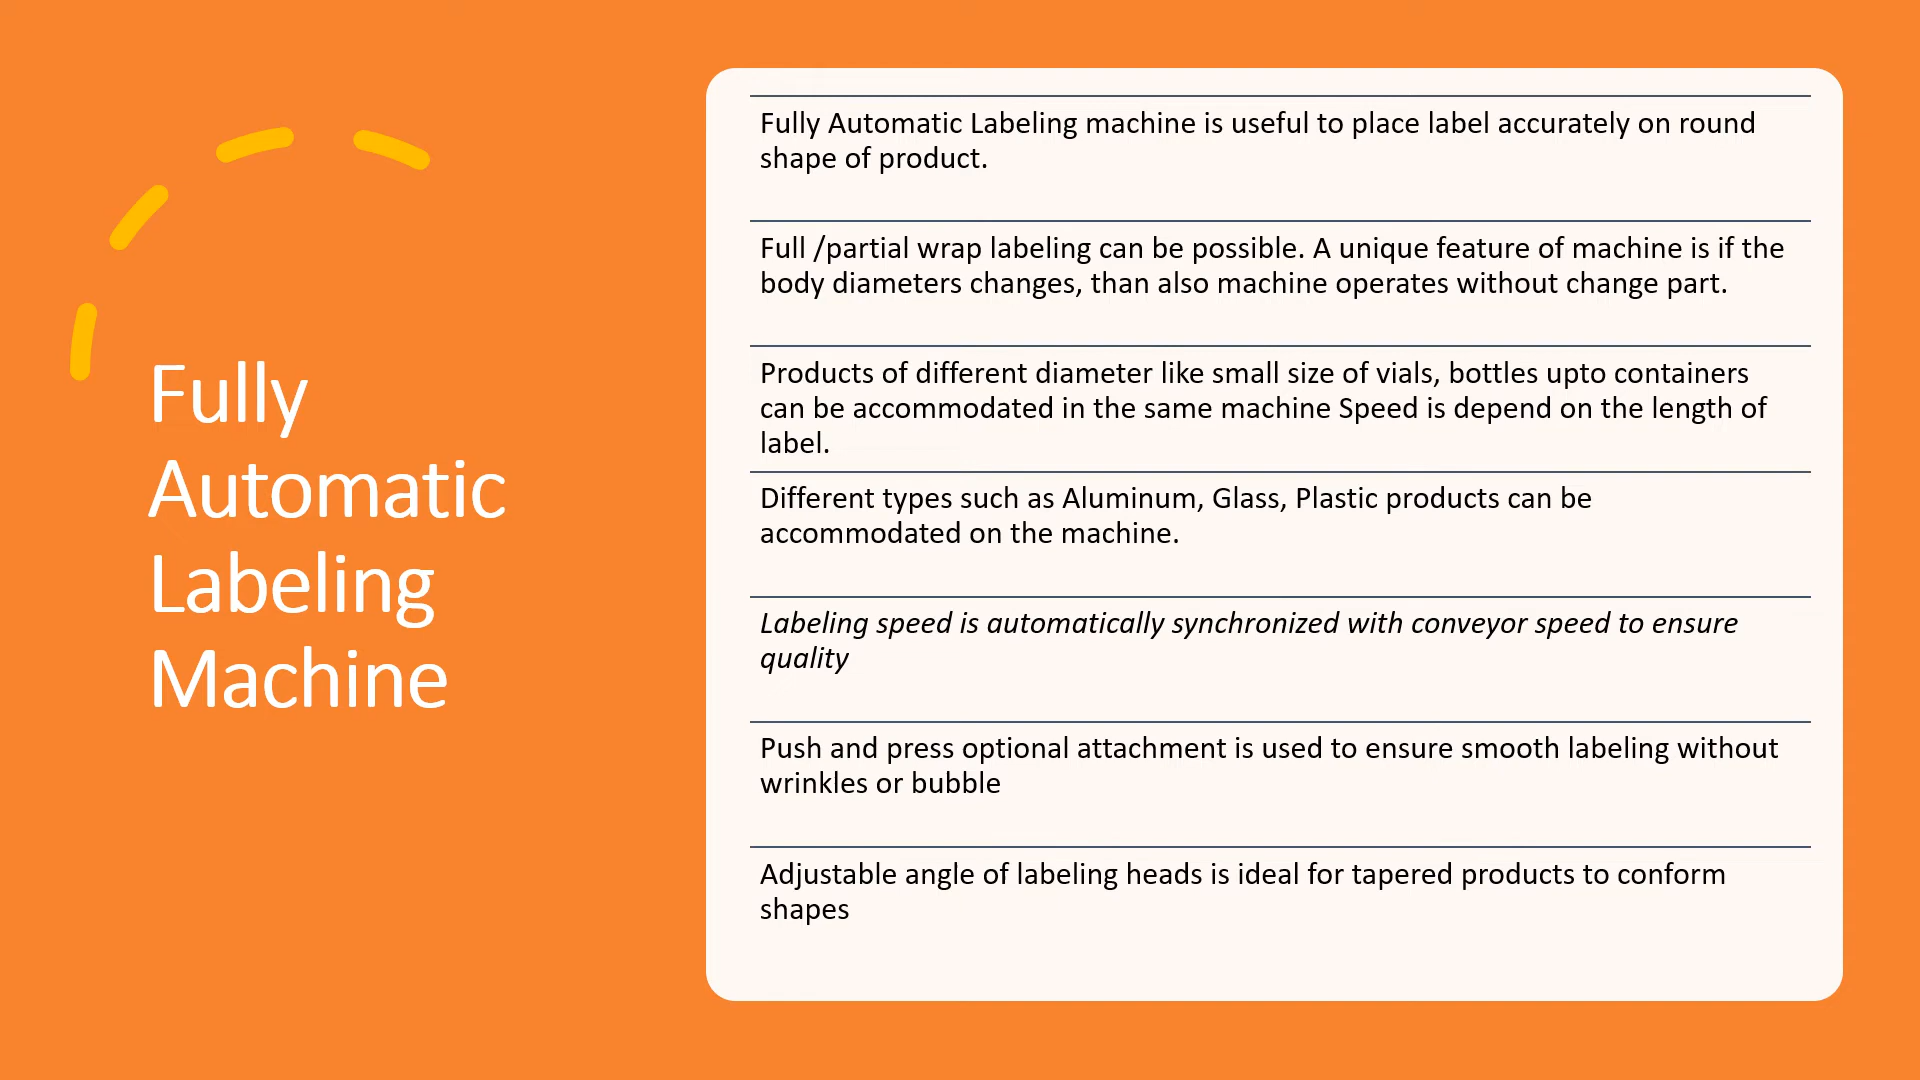 Fully
Automatic
Labeling
Machine
Fully Automatic Labeling machine is useful to place label accurately on round
shape of product.
Full /partial wrap labeling can be possible. A unique feature of machine is if the
body diameters changes, than also machine operates without change part.
Products of different diameter like small size of vials, bottles upto containers
can be accommodated in the same machine Speed is depend on the length of
label.
Different types such as Aluminum, Glass, Plastic products can be
accommodated on the machine.
Labeling speed is automatically synchronized with conveyor speed to ensure
quality
Push and press optional attachment is used to ensure smooth labeling without
wrinkles or bubble
Adjustable angle of labeling heads is ideal for tapered products to conform
shapes